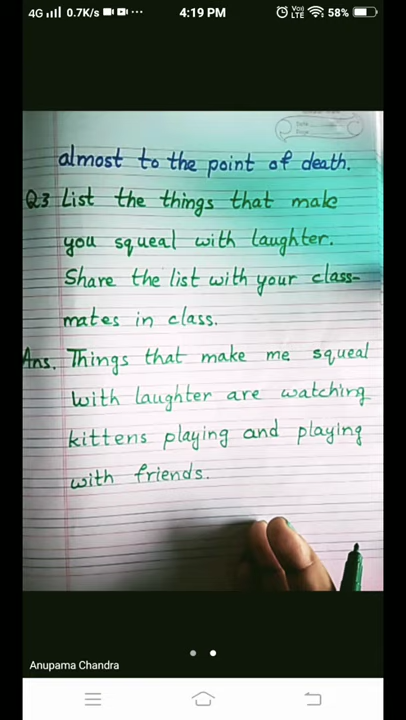 4G 0.7K/s ... 4:19 PM Vo) LTE 58%
almost to the point of death.
Q3 List the things that make
you squeal with laughter.
Share the list with your class-
mates in class.
Ans. Things that make me squeal
with laughter are watching
kittens playing and playing
with friends.
Anupama Chandra